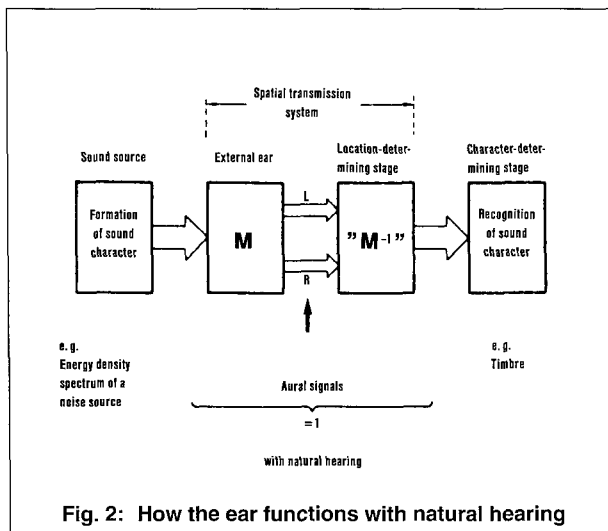 Spatial transmission
system
Sound source
External ear
Location-deter-
mining stage
Character-deter-
mining stage
Formation
of sound
character
M
L
R
” M -1 ”
Recognition
of sound
character
e.g.
Energy density
spectrum of a
noise source
e.g.
Timbre
Aural signals
=1
with natural hearing
Fig. 2: How the ear functions with natural hearing